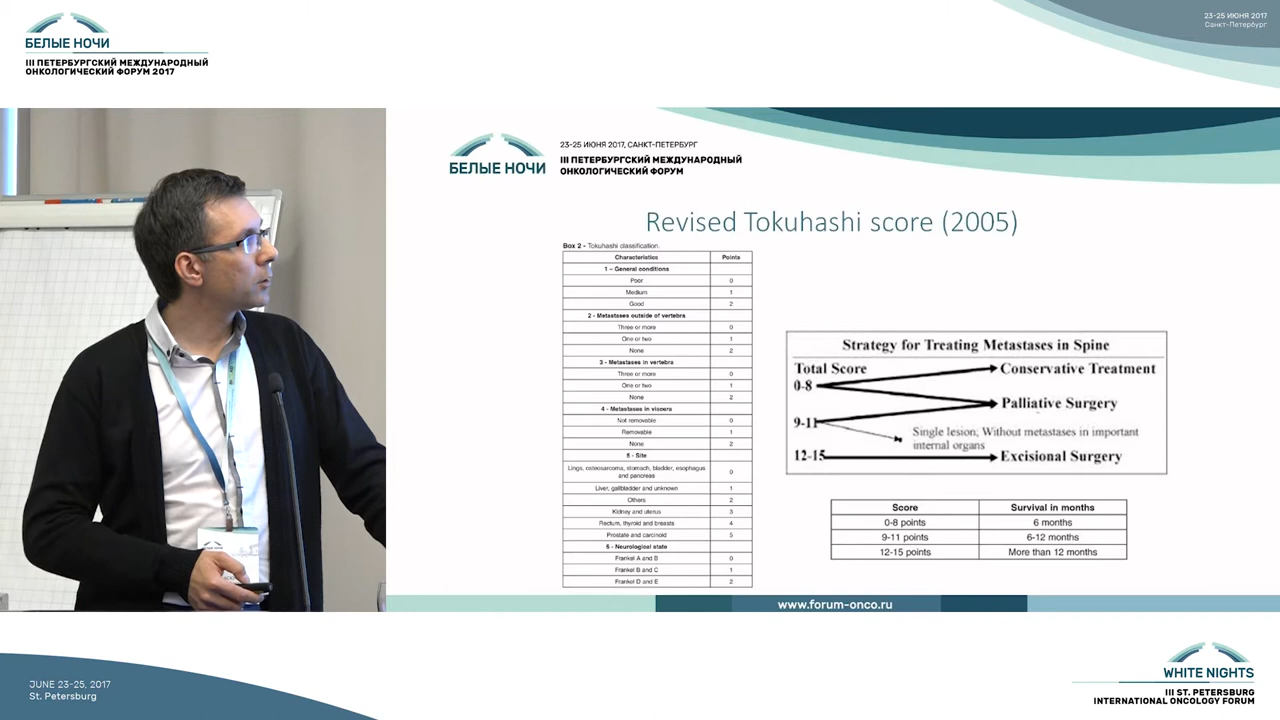 БЕЛЫЕ НОЧИ
III ПЕТЕРБУРГСКИЙ МЕЖДУНАРОДНЫЙ
ОНКОЛОГИЧЕСКИЙ ФОРУМ 2017
23-25 ИЮНЯ 2017
Санкт-Петербург
БЕЛЫЕ НОЧИ
23-25 ИЮНЯ 2017, САНКТ-ПЕТЕРБУРГ
III ПЕТЕРБУРГСКИЙ МЕЖДУНАРОДНЫЙ
ОНКОЛОГИЧЕСКИЙ ФОРУМ
Revised Tokuhashi score (2005)
Box 2 - Tokuhashi classification.
Characteristics Points
1 – General conditions
Poor 0
Medium 1
Good 2
2 - Metastases outside of vertebra
Three or more 0
One or two 1
None 2
3 - Metastases in vertebra
Three or more 0
One or two 1
None 2
4 - Metastases in viscera
Not removable 0
Removable 1
None 2
5 - Site
Lings, osteosarcoma, stomach, bladder, esophagus
and pancreas 0
Liver, gallbladder and unknown 1
Others 2
Kidney and uterus 3
Rectum, thyroid and breasts 4
Prostate and carcinoid 5
6 - Neurological state
Frankel A and B 0
Frankel B and C 1
Frankel D and E 2
Strategy for Treating Metastases in Spine
Total Score
0-8 Conservative Treatment
Palliative Surgery
9-11
Single lesion; Without metastases in important
internal organs
12-15 Excisional Surgery
Score Survival in months
0-8 points 6 months
9-11 points 6-12 months
12-15 points More than 12 months
www.forum-onco.ru
JUNE 23-25, 2017
St. Petersburg
WHITE NIGHTS
III ST. PETERSBURG
INTERNATIONAL ONCOLOGY FORUM